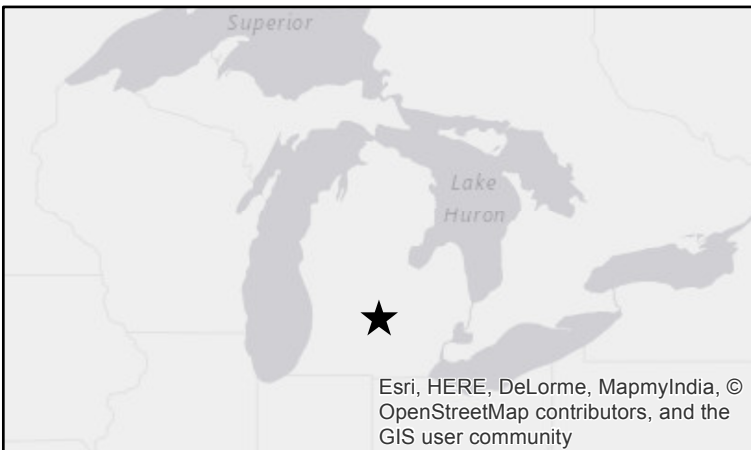 Superior
Lake
Huron
Esri, HERE, DeLorme, MapmyIndia, ©
OpenStreetMap contributors, and the
GIS user community